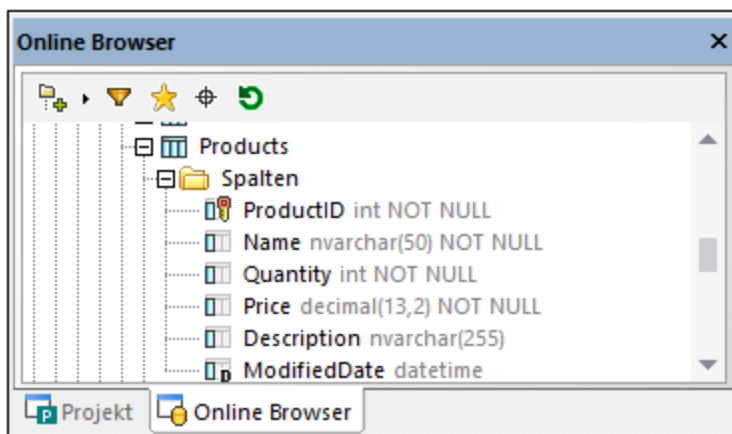 Online Browser
Products
Spalten
ProductID int NOT NULL
Name nvarchar(50) NOT NULL
Quantity int NOT NULL
Price decimal(13,2) NOT NULL
Description nvarchar(255)
ModifiedDate datetime
Projekt Online Browser